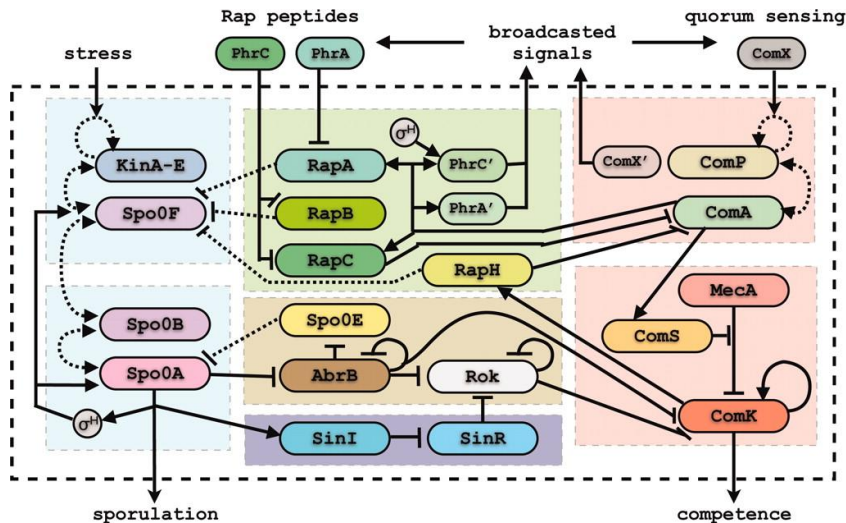 Rap peptides
quorum sensing
PhrC
PhrA
broadcasted
signals
ComX
stress
σH
KinA-E
RapA
PhrC'
ComX'
ComP
Spo0F
RapB
PhrA'
ComA
RapC
RapH
MecA
Spo0B
Spo0E
ComS
Spo0A
AbrB
Rok
ComK
σH
SinI
SinR
sporulation
competence